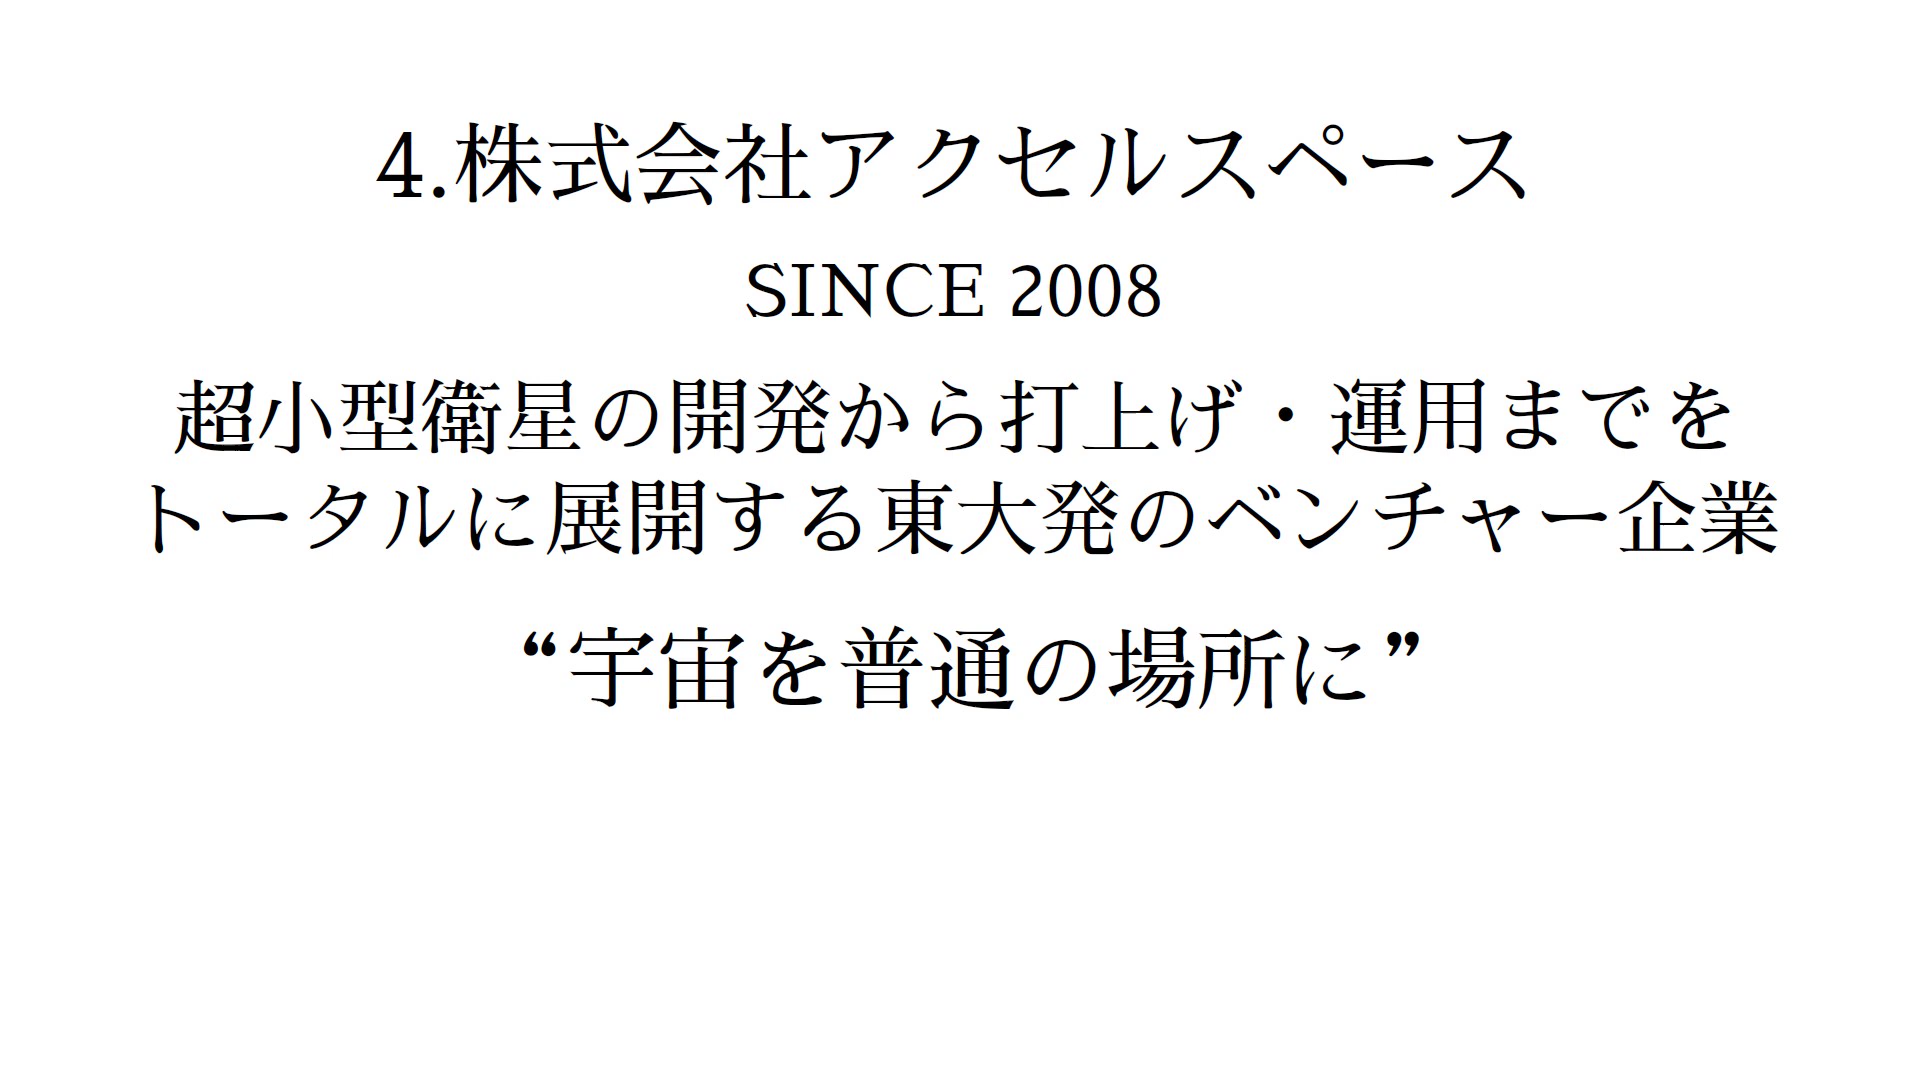 4.株式会社アクセルスペース
SINCE 2008
超小型衛星の開発から打上げ・運用までを
トータルに展開する東大発のベンチャー企業
“宇宙を普通の場所に”